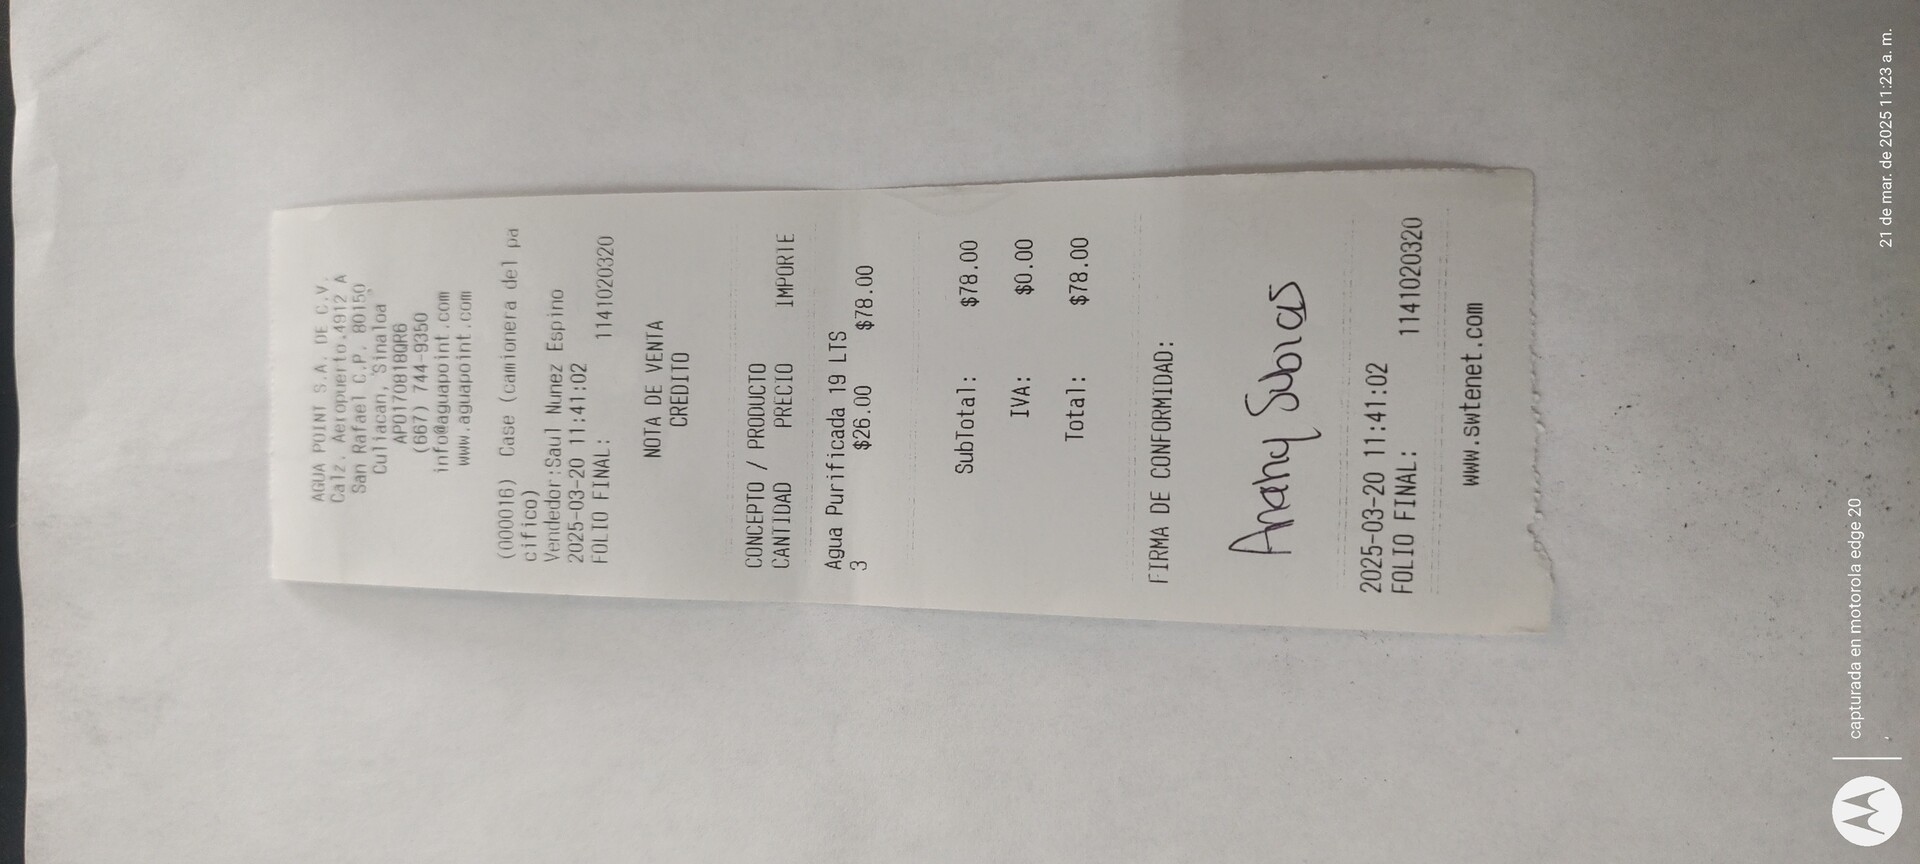 AGUA POINT S.A. DE C.V.
Calz. Aeropuerto.4912 A
San Rafael C.P. 80150
Culiacan, Sinaloa
APO170818QR6
(667) 744-9350
info@aguapoint.com
www.aguapoint.com
(000016) Case (camionera del pa
cifico)
Vendedor:Saul Nunez Espino
2025-03-20 11:41:02
FOLIO FINAL: 1141020320
NOTA DE VENTA
CREDITO
CONCEPTO / PRODUCTO
CANTIDAD PRECIO IMPORTE
Agua Purificada 19 LTS
3 $26.00 $78.00
SubTotal: $78.00
IVA: $0.00
Total: $78.00
FIRMA DE CONFORMIDAD:
Anahy Subias
2025-03-20 11:41:02
FOLIO FINAL: 1141020320
www.swtenet.com
capturada en motorola edge 20
21 de mar. de 2025 11:23 a. m.